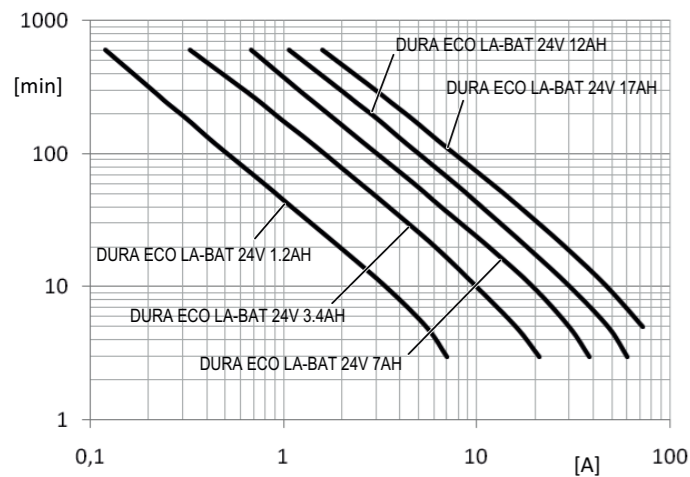 1000
DURA ECO LA-BAT 24V 12AH
[min]
DURA ECO LA-BAT 24V 17AH
100
DURA ECO LA-BAT 24V 1.2AH
10
DURA ECO LA-BAT 24V 3.4AH
DURA ECO LA-BAT 24V 7AH
1
0,1
1
10
[A]
100